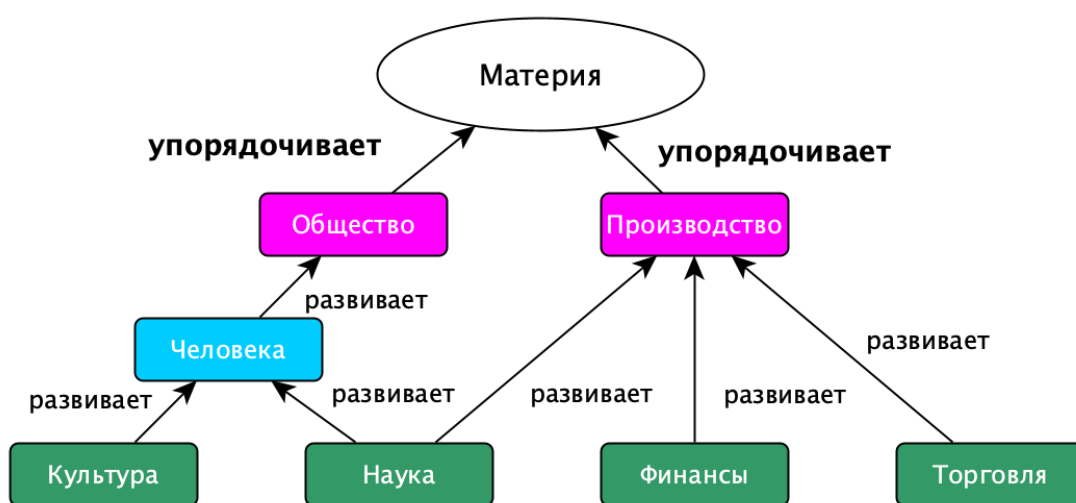 Материя
упорядочивает
упорядочивает
Общество
Производство
развивает
Человека
развивает
развивает
развивает
развивает
развивает
Культура
Наука
Финансы
Торговля